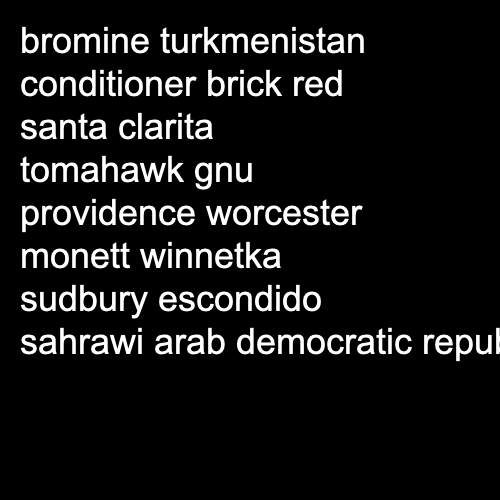 bromine turkmenistan
conditioner brick red
santa clarita
tomahawk gnu
providence worcester
monett winnetka
sudbury escondido
sahrawi arab democratic